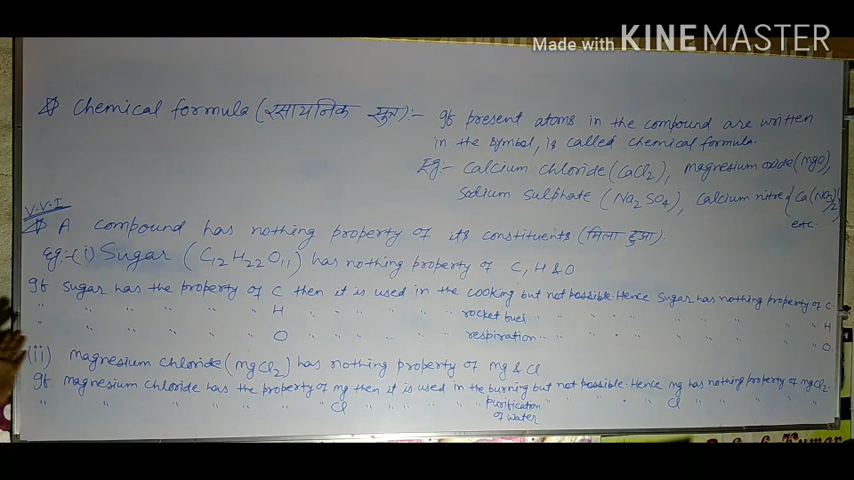 Made with KINEMASTER
Chemical formula (रसायनिक सूत्र) :- If present atoms in the compound are written
in the symbol, is called chemical formula.
Eg:- Calcium chloride (CaCl2), magnesium oxide (MgO),
Sodium Sulphate (Na2SO4), Calcium nitre {Ca(NO3)2}
etc.
V.V.I
A compound has nothing property of its constituents (मिला हुआ).
Eg:- (i) Sugar (C12H22O11) has nothing property of C, H & O
If Sugar has the property of C then it is used in the cooking but not possible. Hence Sugar has nothing property of C.
" " " " " H " " " " " " rocket fuel " " " " " " " " " H
" " " " " O " " " " " " respiration " " " " " " " " " O
(ii) Magnesium Chloride (MgCl2) has nothing property of Mg & Cl
If magnesium chloride has the property of Mg then it is used in the burning but not possible. Hence Mg has nothing property of MgCl2.
" " " " " " Cl " " " " " " Purification " " " " Cl " " " " "
of water
Kumar